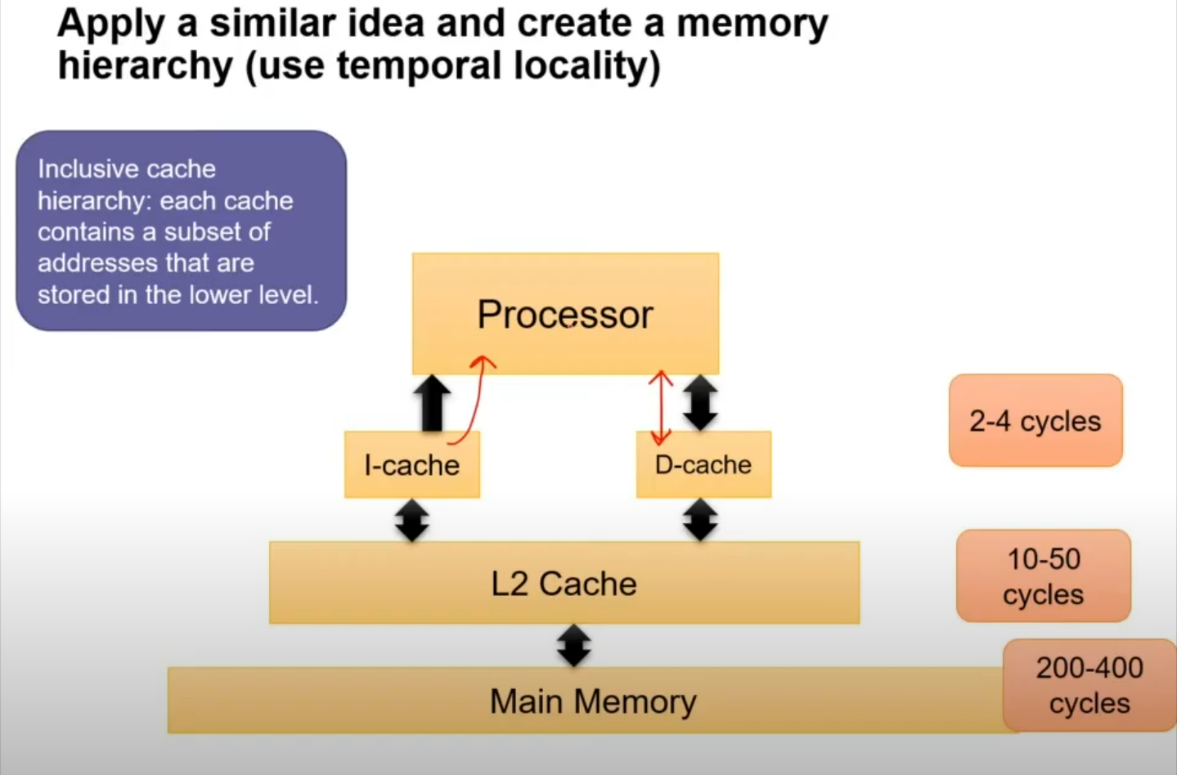 Apply a similar idea and create a memory
hierarchy (use temporal locality)
Inclusive cache
hierarchy: each cache
contains a subset of
addresses that are
stored in the lower level.
Processor
2-4 cycles
I-cache
D-cache
L2 Cache
10-50
cycles
Main Memory
200-400
cycles